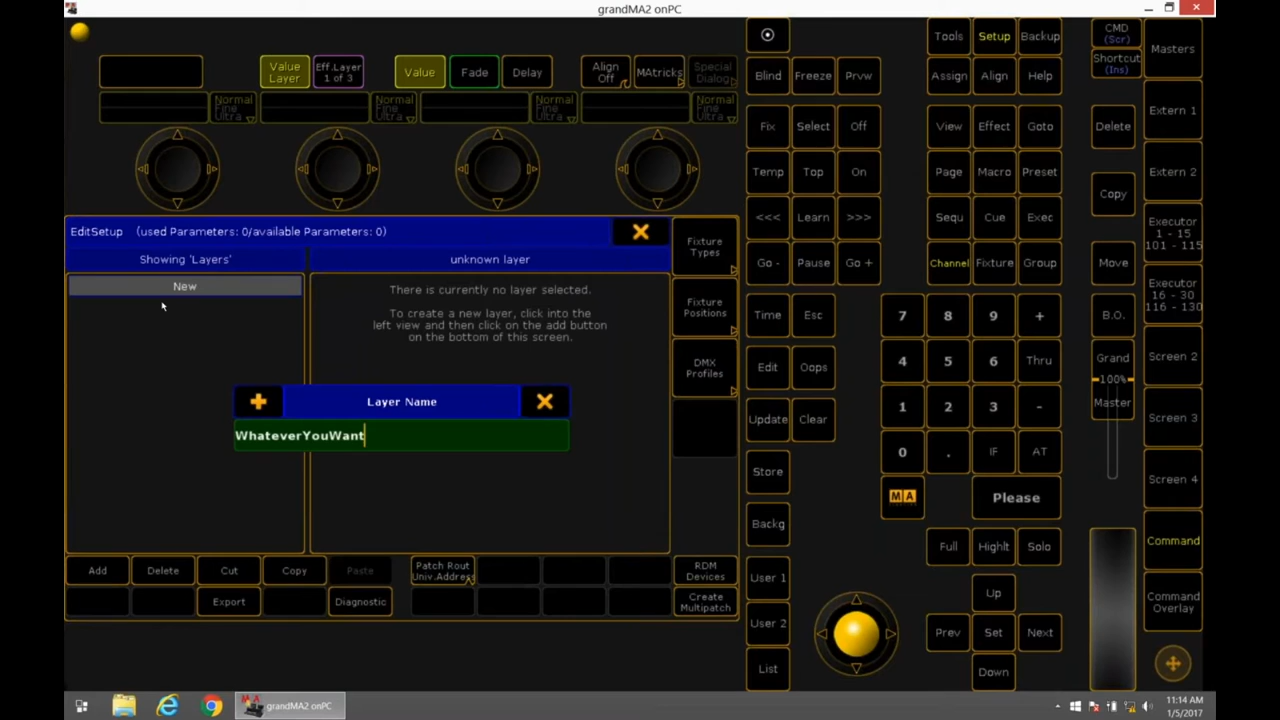 grandMA2 onPC
Value Layer
Eff.Layer 1 of 3
Value
Fade
Delay
Align Off
MAtricks
Special Dialog
Normal Fine Ultra
Normal Fine Ultra
Normal Fine Ultra
Normal Fine Ultra
EditSetup (used Parameters: 0/available Parameters: 0)
Showing 'Layers'
unknown layer
New
There is currently no layer selected.
To create a new layer, click into the
left view and then click on the add button
on the bottom of this screen.
Layer Name
WhateverYouWant
Fixture Types
Fixture Positions
DMX Profiles
Add
Delete
Cut
Copy
Paste
Patch Rout Univ.Address
RDM Devices
Export
Diagnostic
Create Multipatch
Tools
Setup
Backup
Blind
Freeze
Prvw
Assign
Align
Help
Fix
Select
Off
View
Effect
Goto
Temp
Top
On
Page
Macro
Preset
<<<
Learn
>>>
Sequ
Cue
Exec
Go -
Pause
Go +
Channel
Fixture
Group
Time
Esc
7
8
9
+
Edit
Oops
4
5
6
Thru
Update
Clear
1
2
3
-
Store
0
.
IF
AT
MA
Please
Backg
Full
Highlt
Solo
User 1
Up
User 2
Prev
Set
Next
List
Down
CMD (Scr)
Shortcut (Ins)
Delete
Copy
Move
B.O.
Grand
100%
Master
Masters
Extern 1
Extern 2
Executor
1 - 15
101 - 115
Executor
16 - 30
116 - 130
Screen 2
Screen 3
Screen 4
Command
Command Overlay
grandMA2 onPC
11:14 AM
1/5/2017